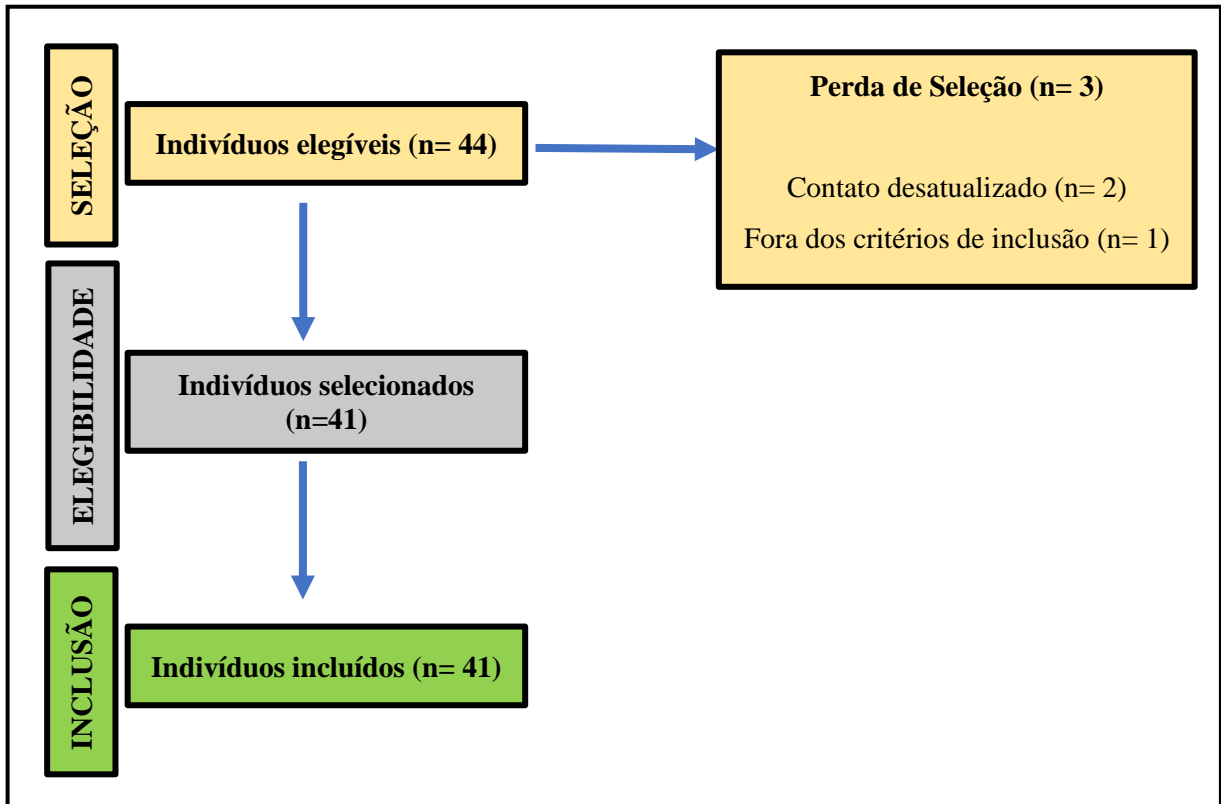 SELEÇÃO
Indivíduos elegíveis (n= 44)
Perda de Seleção (n= 3)
Contato desatualizado (n= 2)
Fora dos critérios de inclusão (n= 1)
ELEGIBILIDADE
Indivíduos selecionados
(n=41)
INCLUSÃO
Indivíduos incluídos (n= 41)